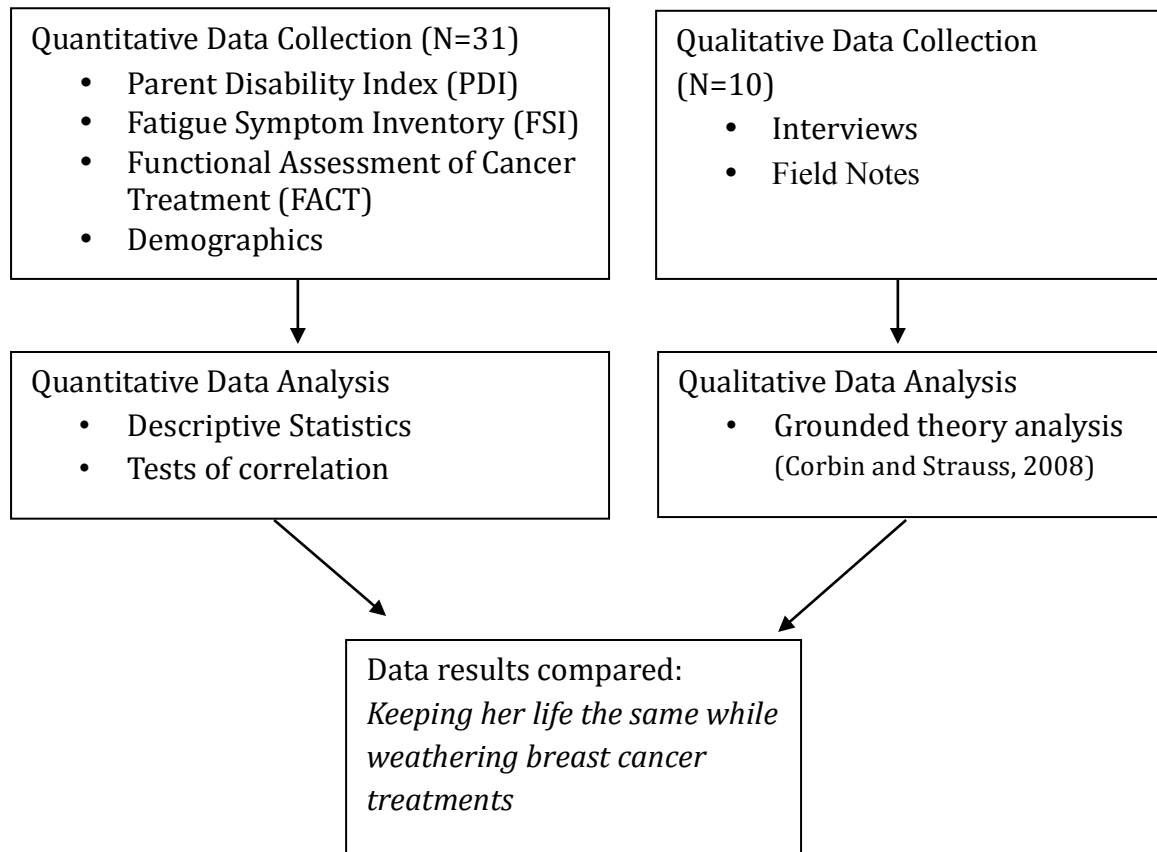 Quantitative Data Collection (N=31)
• Parent Disability Index (PDI)
• Fatigue Symptom Inventory (FSI)
• Functional Assessment of Cancer
Treatment (FACT)
• Demographics
Qualitative Data Collection
(N=10)
• Interviews
• Field Notes
Quantitative Data Analysis
• Descriptive Statistics
• Tests of correlation
Qualitative Data Analysis
• Grounded theory analysis
(Corbin and Strauss, 2008)
Data results compared:
Keeping her life the same while
weathering breast cancer
treatments